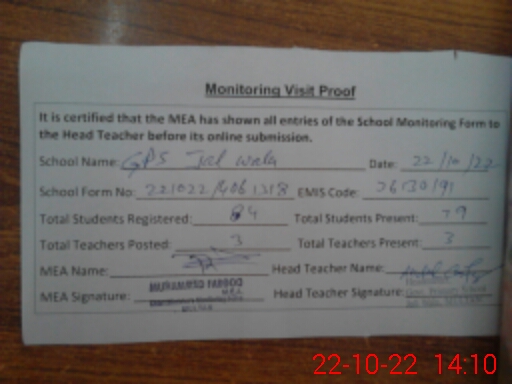 Monitoring Visit Proof
It is certified that the MEA has shown all entries of the School Monitoring Form to
the Head Teacher before its online submission.
School Name: GPS Jal wala Date: 22/10/22
School Form No: 221022/4061318 EMIS Code: 36130191
Total Students Registered: 84 Total Students Present: 79
Total Teachers Posted: 3 Total Teachers Present: 3
MEA Name: Head Teacher Name:
MEA Signature: MUHAMMAD Head Teacher Signature:
22-10-22 14:10